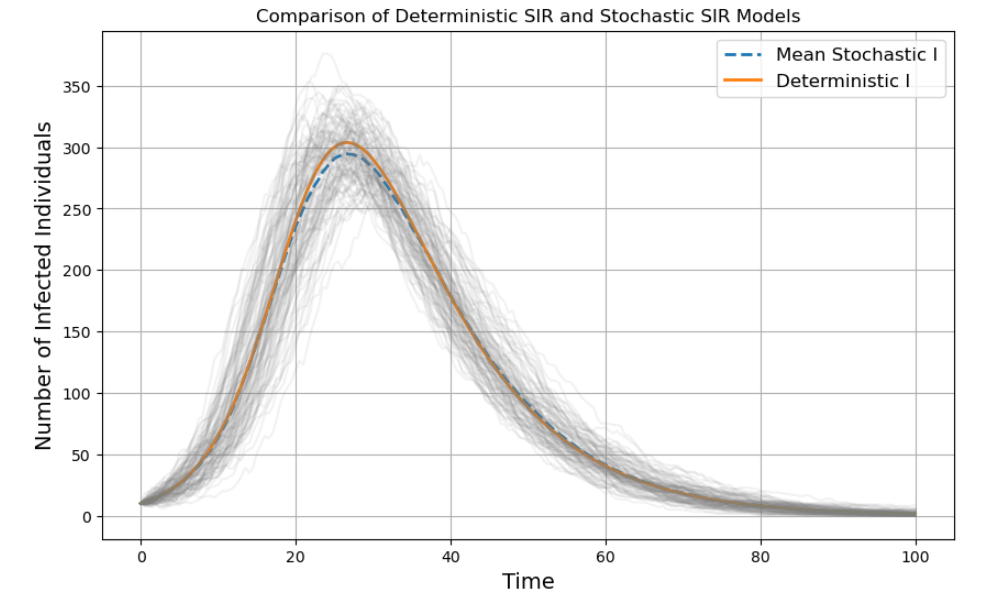 Comparison of Deterministic SIR and Stochastic SIR Models
Mean Stochastic I
Deterministic I
Number of Infected Individuals
350
300
250
200
150
100
50
0
0 20 40 60 80 100
Time